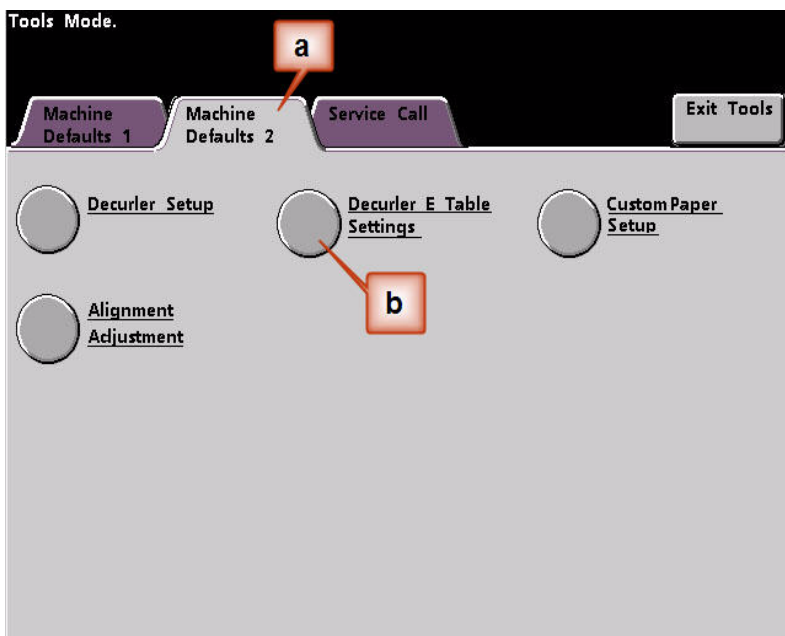 Tools Mode.
a
Machine
Defaults 1
Machine
Defaults 2
Service Call
Exit Tools
Decurler Setup
Decurler E Table
Settings
Custom Paper
Setup
b
Alignment
Adjustment